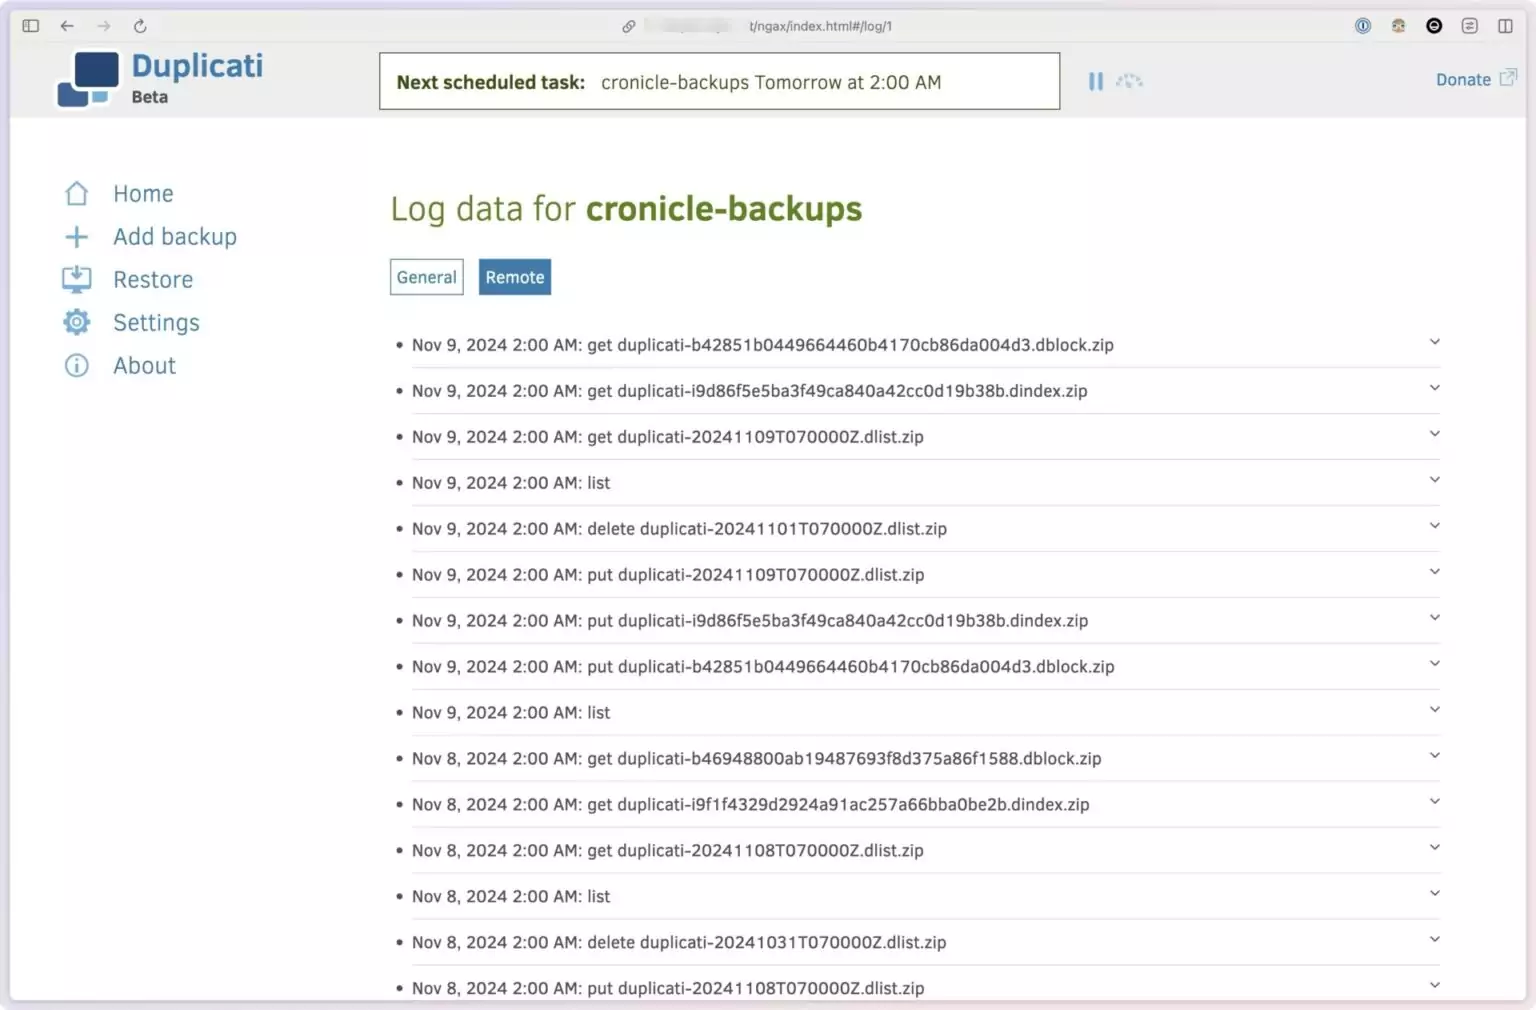 t/ngax/index.html#/log/1
Duplicati
Beta
Next scheduled task: cronicle-backups Tomorrow at 2:00 AM
Donate
Home
Add backup
Restore
Settings
About
Log data for cronicle-backups
General Remote
Nov 9, 2024 2:00 AM: get duplicati-b42851b0449664460b4170cb86da004d3.dblock.zip
Nov 9, 2024 2:00 AM: get duplicati-i9d86f5e5ba3f49ca840a42cc0d19b38b.dindex.zip
Nov 9, 2024 2:00 AM: get duplicati-20241109T070000Z.dlist.zip
Nov 9, 2024 2:00 AM: list
Nov 9, 2024 2:00 AM: delete duplicati-20241101T070000Z.dlist.zip
Nov 9, 2024 2:00 AM: put duplicati-20241109T070000Z.dlist.zip
Nov 9, 2024 2:00 AM: put duplicati-i9d86f5e5ba3f49ca840a42cc0d19b38b.dindex.zip
Nov 9, 2024 2:00 AM: put duplicati-b42851b0449664460b4170cb86da004d3.dblock.zip
Nov 9, 2024 2:00 AM: list
Nov 8, 2024 2:00 AM: get duplicati-b46948800ab19487693f8d375a86f1588.dblock.zip
Nov 8, 2024 2:00 AM: get duplicati-i9f1f4329d2924a91ac257a66bba0be2b.dindex.zip
Nov 8, 2024 2:00 AM: get duplicati-20241108T070000Z.dlist.zip
Nov 8, 2024 2:00 AM: list
Nov 8, 2024 2:00 AM: delete duplicati-20241031T070000Z.dlist.zip
Nov 8, 2024 2:00 AM: put duplicati-20241108T070000Z.dlist.zip